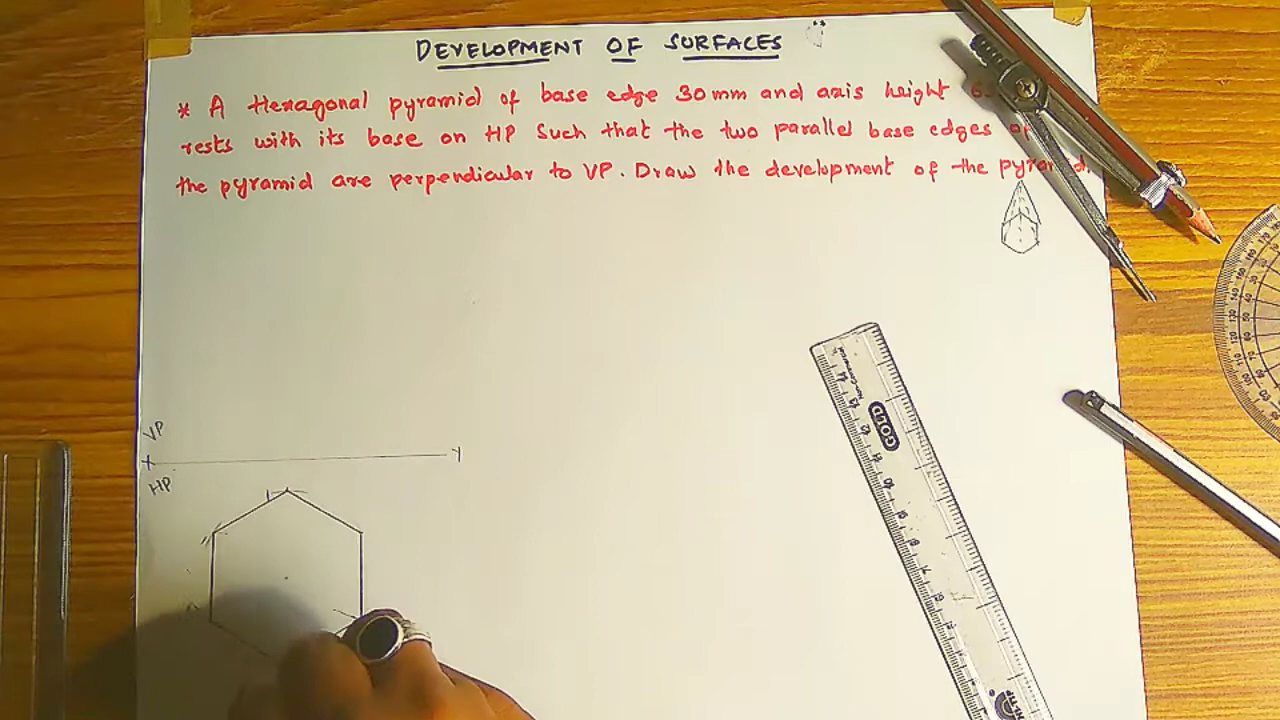 DEVELOPMENT OF SURFACES
* A Hexagonal pyramid of base edge 30mm and axis height
rests with its base on HP Such that the two parallel base edges of
the pyramid are perpendicular to VP. Draw the development of the
VP
X Y
HP
GOLD